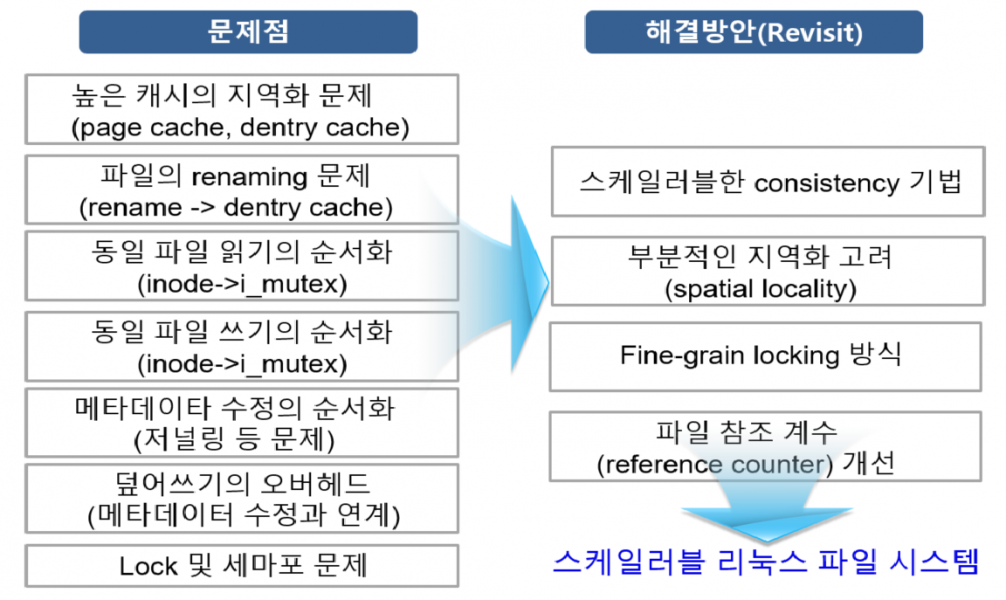 문제점
높은 캐시의 지역화 문제
(page cache, dentry cache)
파일의 renaming 문제
(rename -> dentry cache)
동일 파일 읽기의 순서화
(inode->i_mutex)
동일 파일 쓰기의 순서화
(inode->i_mutex)
메타데이타 수정의 순서화
(저널링 등 문제)
덮어쓰기의 오버헤드
(메타데이터 수정과 연계)
Lock 및 세마포 문제
해결방안(Revisit)
스케일러블한 consistency 기법
부분적인 지역화 고려
(spatial locality)
Fine-grain locking 방식
파일 참조 계수
(reference counter) 개선
스케일러블 리눅스 파일 시스템